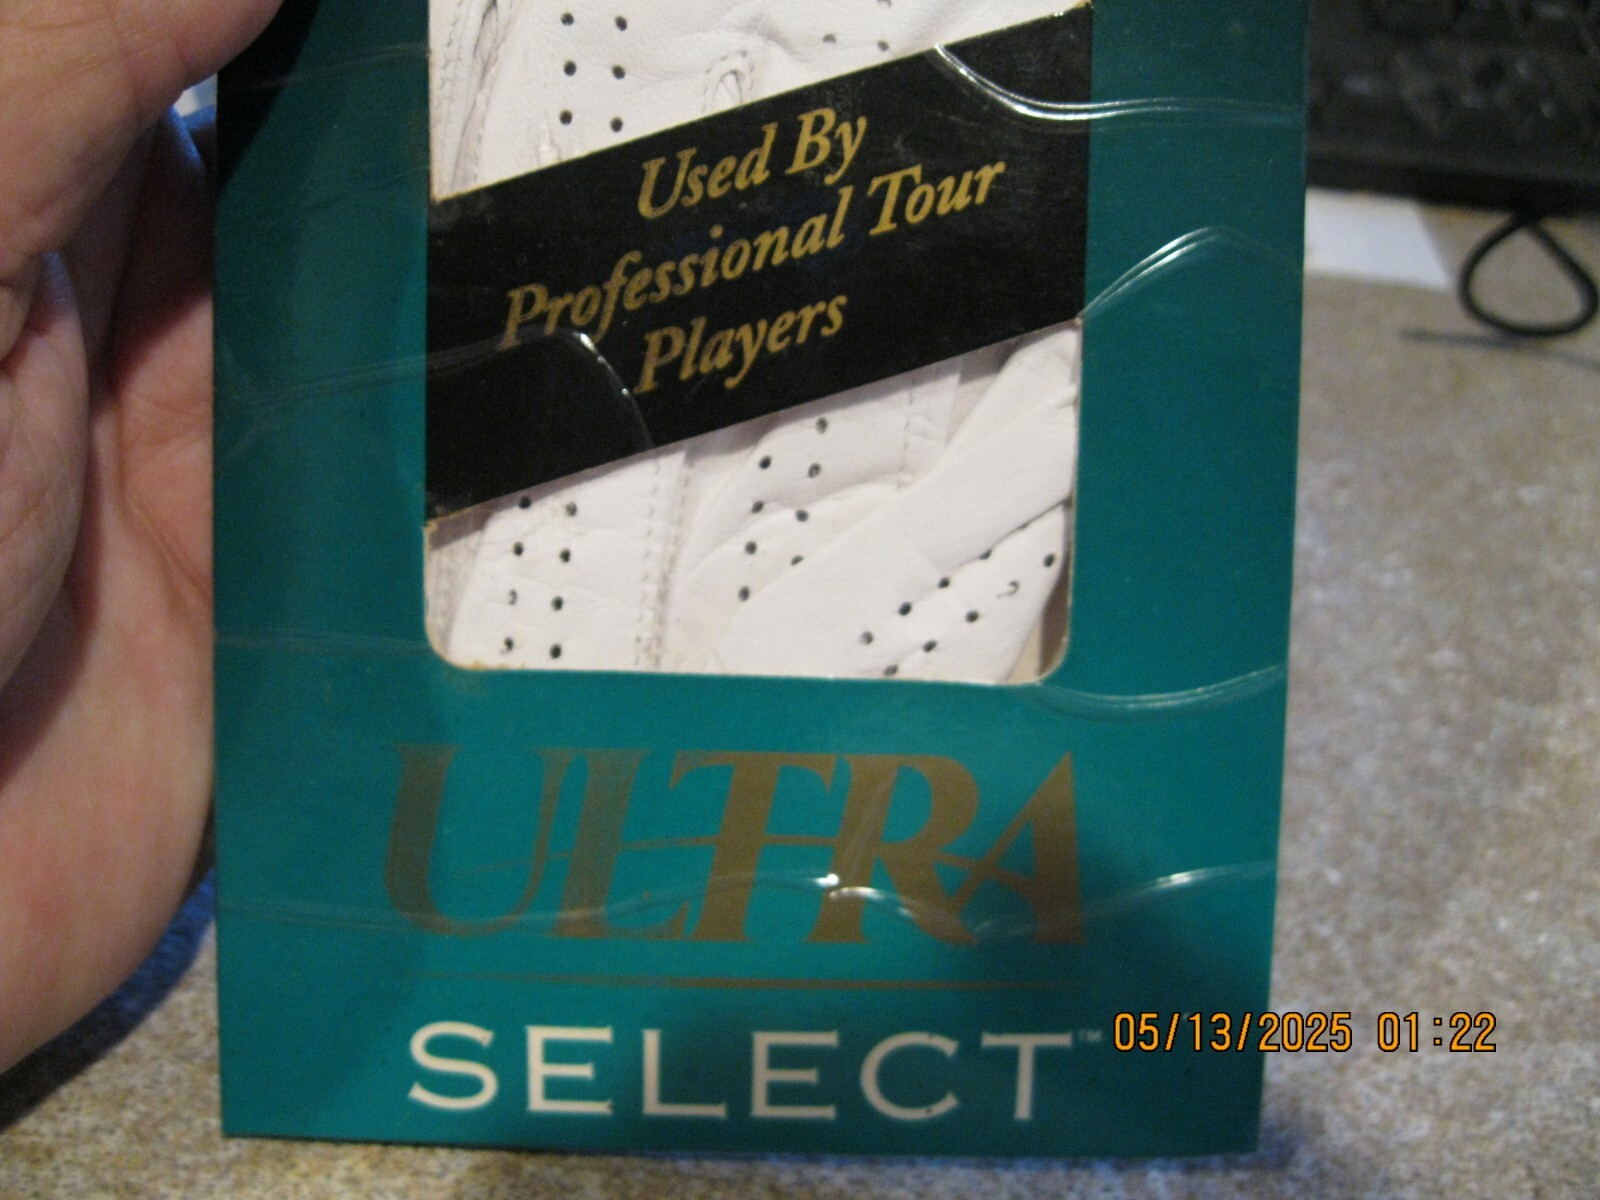 Used By
Professional Tour
Players
ULTRA
SELECT™
05/13/2025 01:22